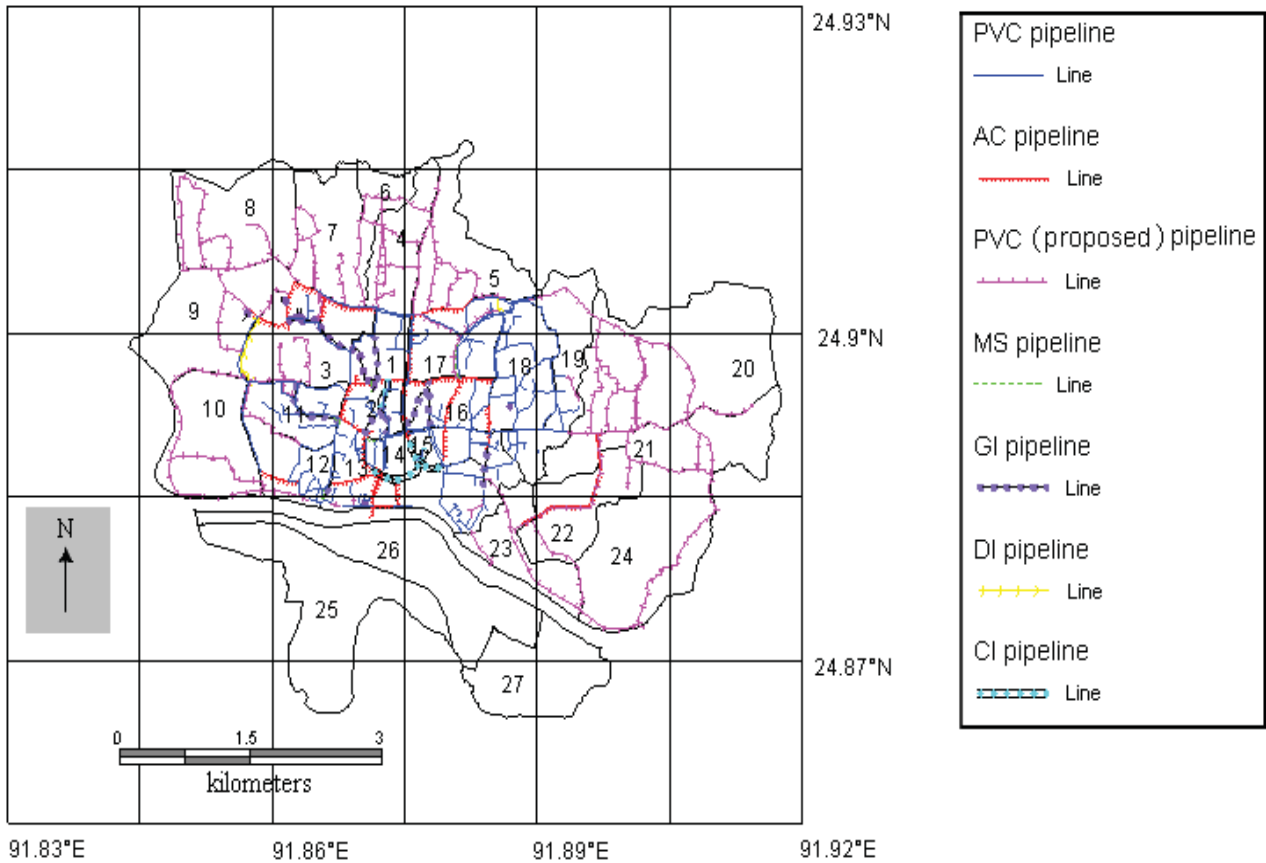 24.93°N
PVC pipeline
Line
AC pipeline
Line
PVC (proposed) pipeline
Line
MS pipeline
Line
GI pipeline
Line
DI pipeline
Line
CI pipeline
Line
6
8
7
4
5
9
24.9°N
1
17
18
19
20
3
10
11
2
16
15
14
12
13
21
22
23
24
26
25
24.87°N
27
N
0 1.5 3
kilometers
91.83°E 91.86°E 91.89°E 91.92°E